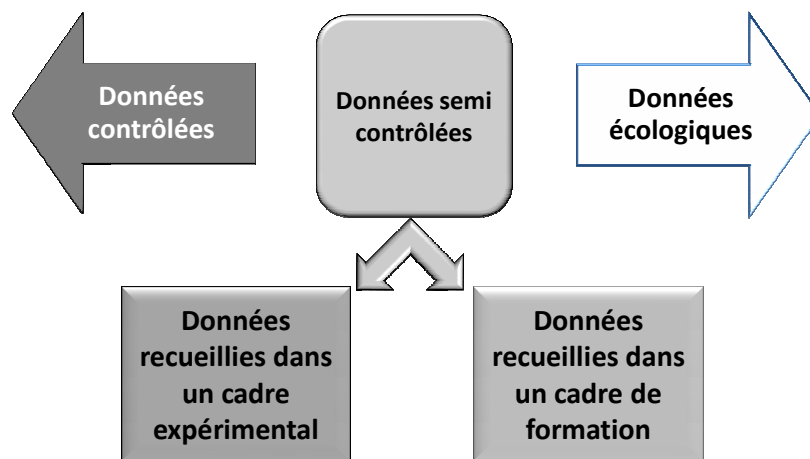 Données
contrôlées
Données semi
contrôlées
Données
écologiques
Données
recueillies dans
un cadre
expérimental
Données
recueillies dans
un cadre de
formation